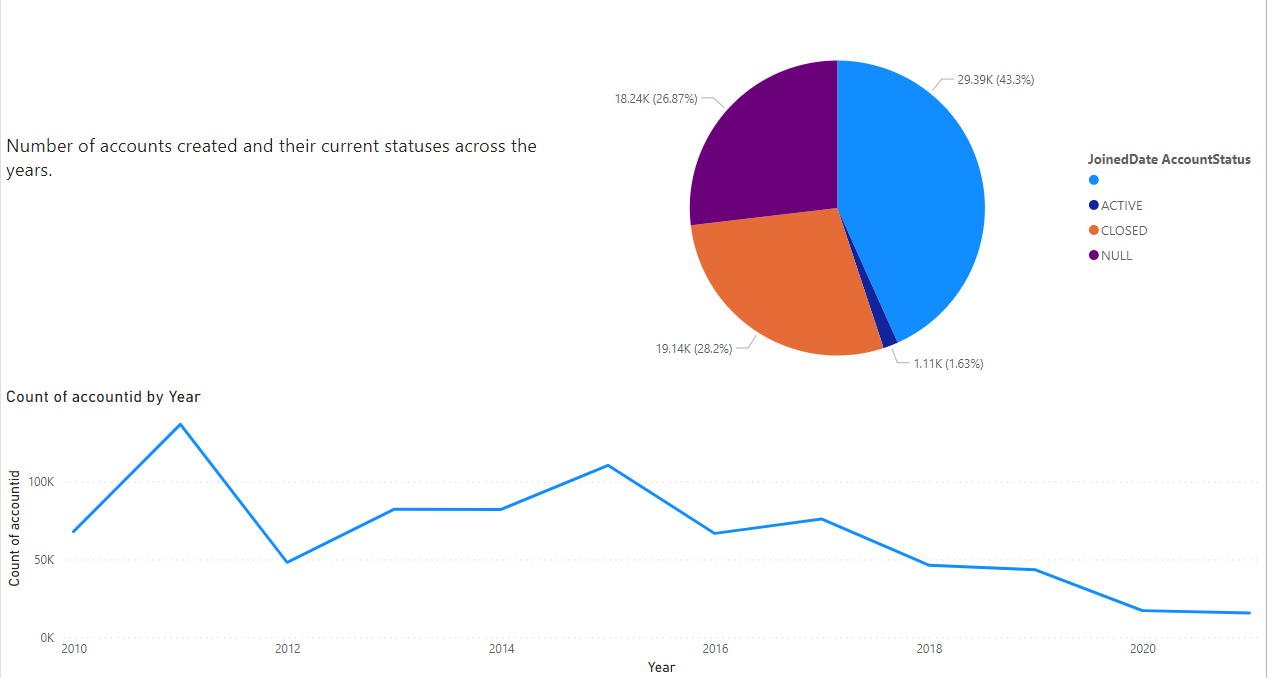 Number of accounts created and their current statuses across the
years.
29.39K (43.3%)
18.24K (26.87%)
19.14K (28.2%)
1.11K (1.63%)
JoinedDate AccountStatus
ACTIVE
CLOSED
NULL
Count of accountid by Year
Count of accountid
100K
50K
0K
2010
2012
2014
2016
2018
2020
Year